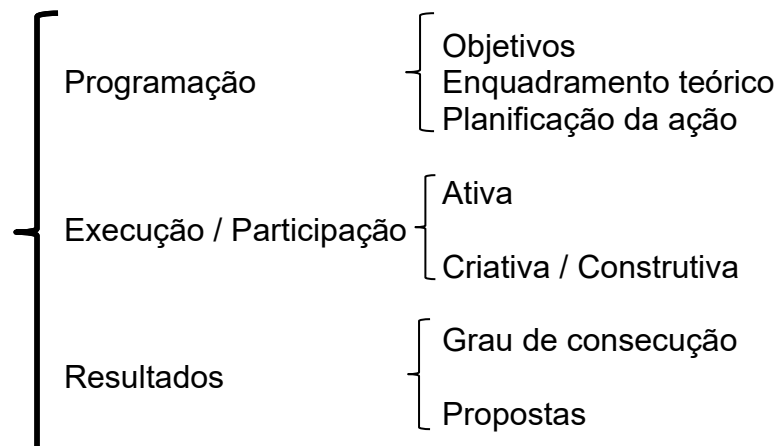 Programação
Objetivos
Enquadramento teórico
Planificação da ação
Execução / Participação
Ativa
Criativa / Construtiva
Resultados
Grau de consecução
Propostas